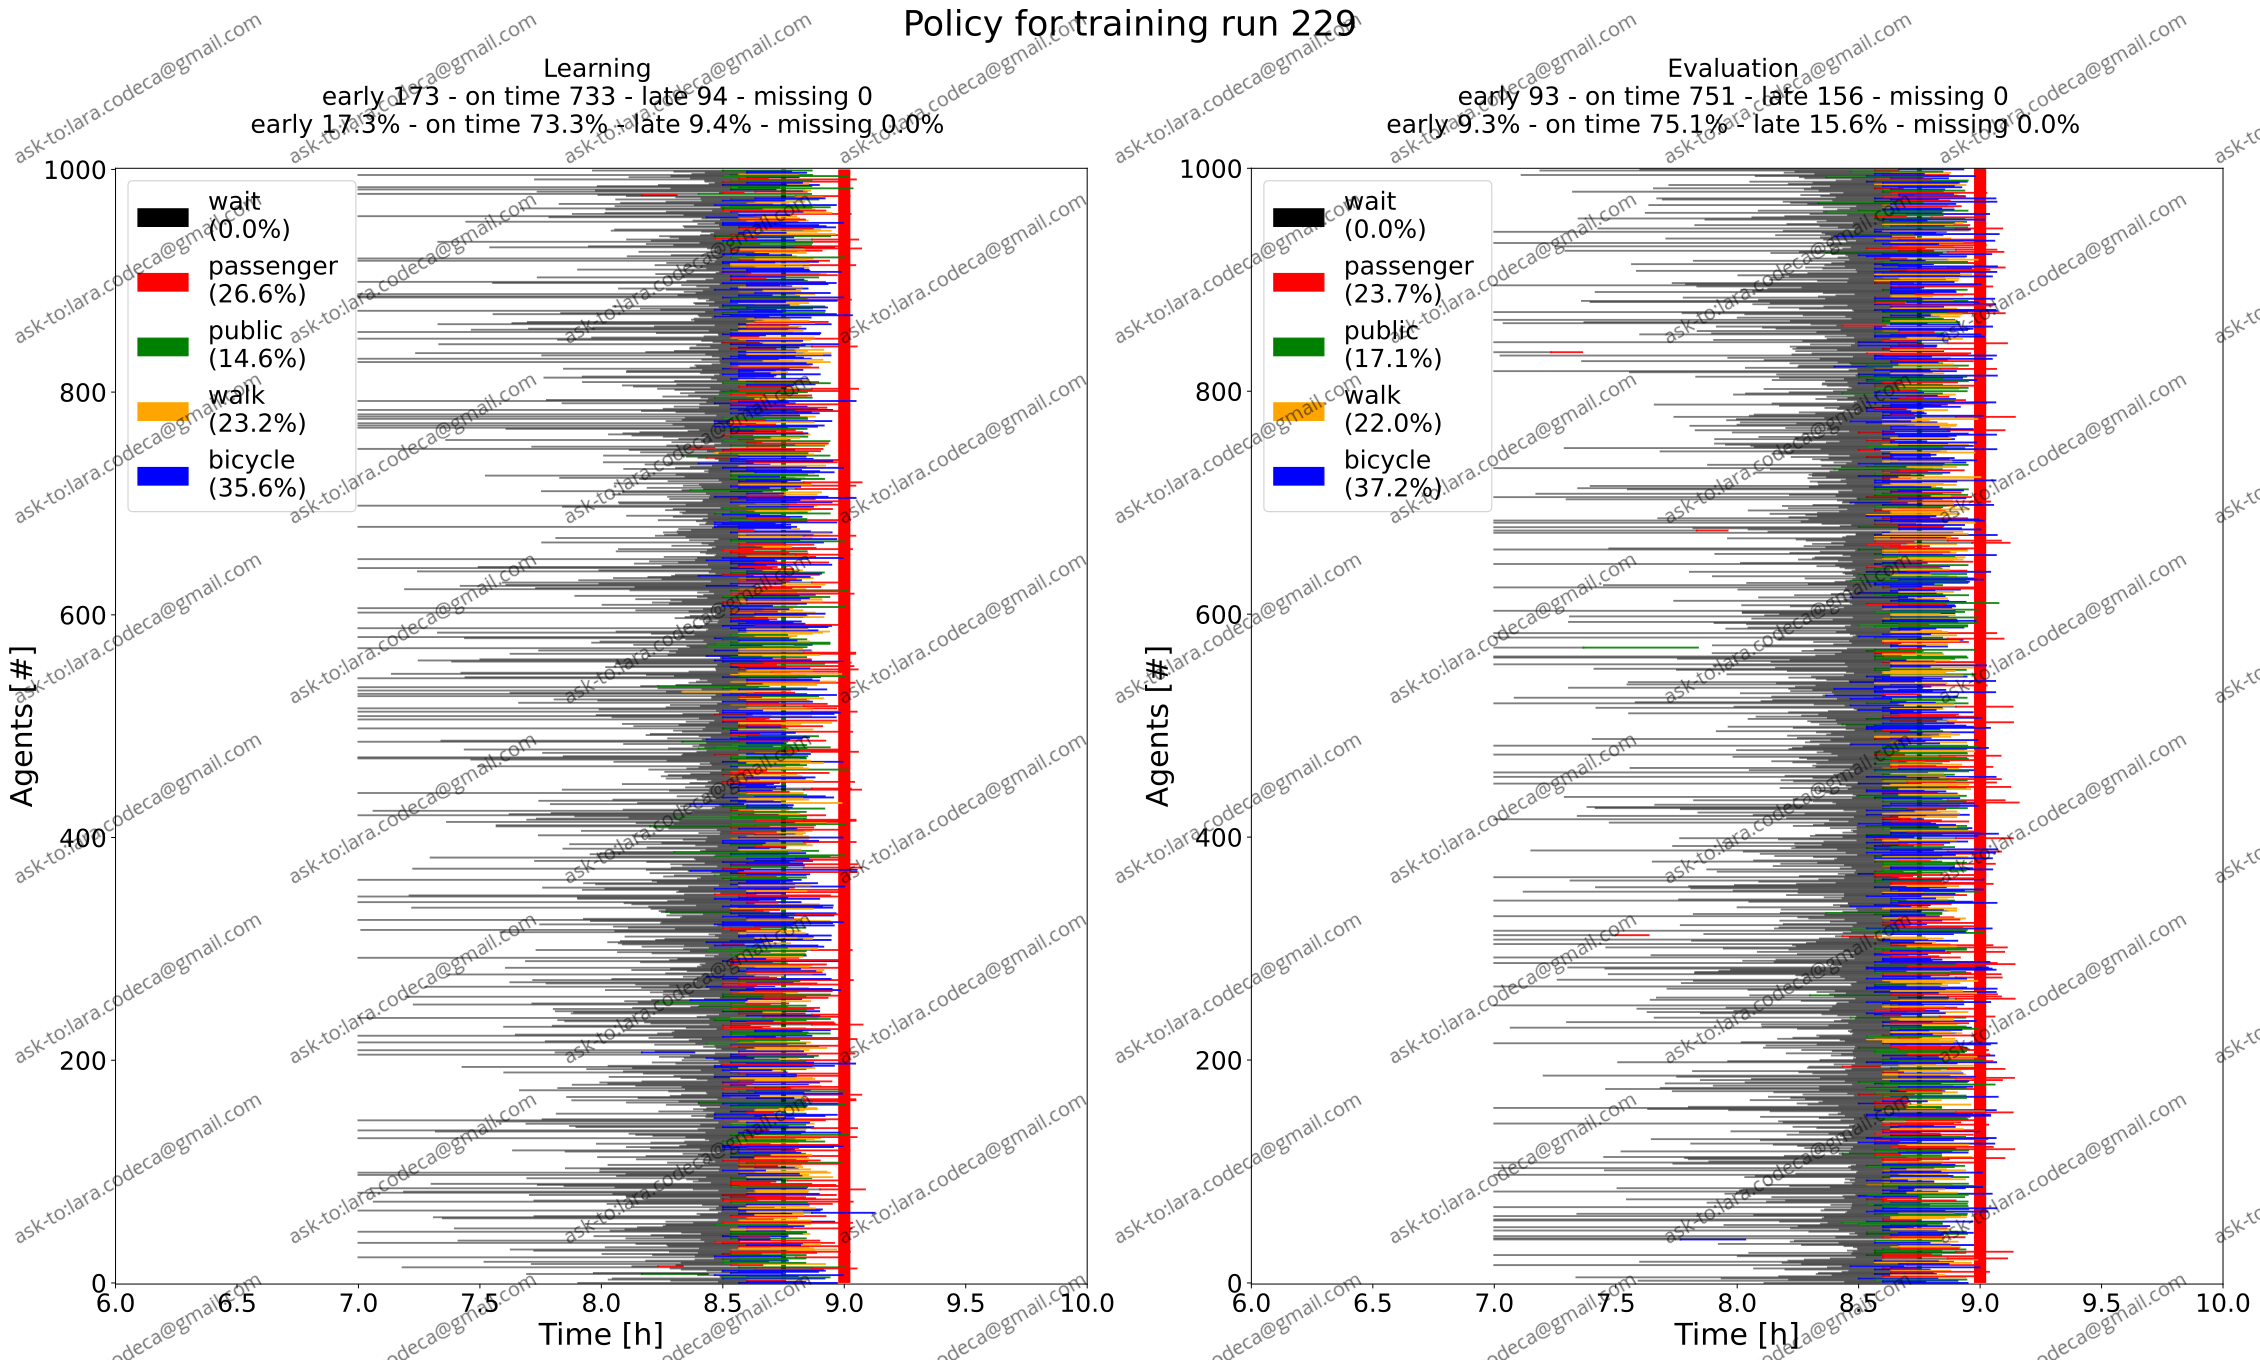 Policy for training run 229
Learning
early 173 - on time 733 - late 94 - missing 0
early 17.3% - on time 73.3% - late 9.4% - missing 0.0%
1000
800
600
400
200
0
Agents [#]
wait
(0.0%)
passenger
(26.6%)
public
(14.6%)
walk
(23.2%)
bicycle
(35.6%)
6.0 6.5 7.0 7.5 8.0 8.5 9.0 9.5 10.0
Time [h]
Evaluation
early 93 - on time 751 - late 156 - missing 0
early 9.3% - on time 75.1% - late 15.6% - missing 0.0%
1000
800
600
400
200
0
Agents [#]
wait
(0.0%)
passenger
(23.7%)
public
(17.1%)
walk
(22.0%)
bicycle
(37.2%)
6.0 6.5 7.0 7.5 8.0 8.5 9.0 9.5 10.0
Time [h]
ask-to:lara.codeca@gmail.com